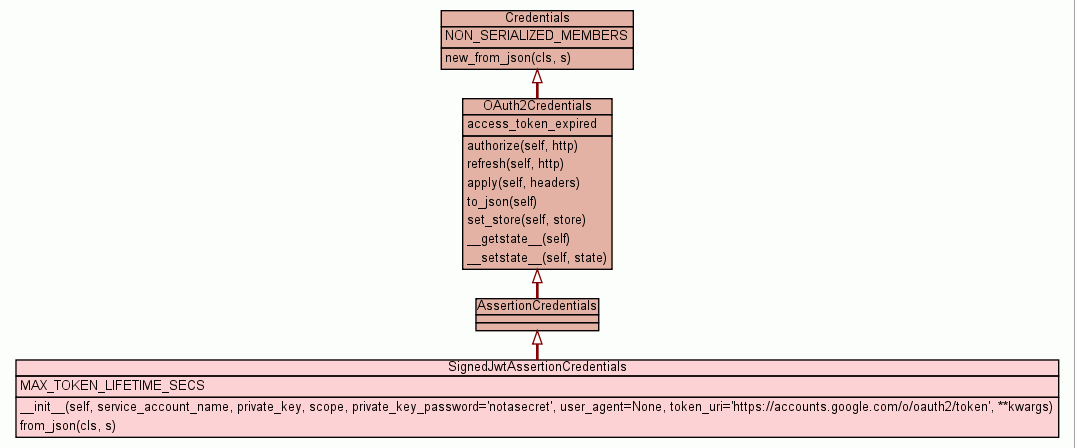 Credentials
NON_SERIALIZED_MEMBERS
new_from_json(cls, s)
OAuth2Credentials
access_token_expired
authorize(self, http)
refresh(self, http)
apply(self, headers)
to_json(self)
set_store(self, store)
__getstate__(self)
__setstate__(self, state)
AssertionCredentials
SignedJwtAssertionCredentials
MAX_TOKEN_LIFETIME_SECS
__init__(self, service_account_name, private_key, scope, private_key_password='notasecret', user_agent=None, token_uri='https://accounts.google.com/o/oauth2/token', **kwargs)
from_json(cls, s)